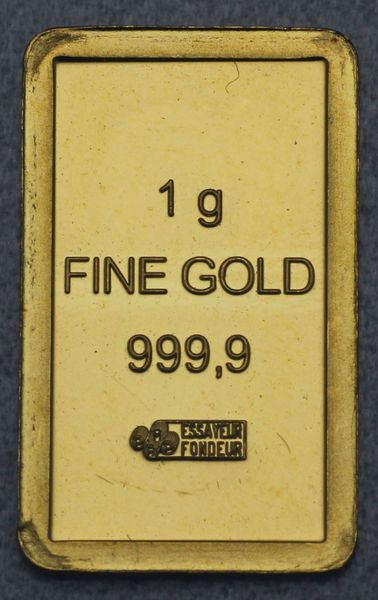 1 g
FINE GOLD
999,9
ESSAYEUR
FONDEUR